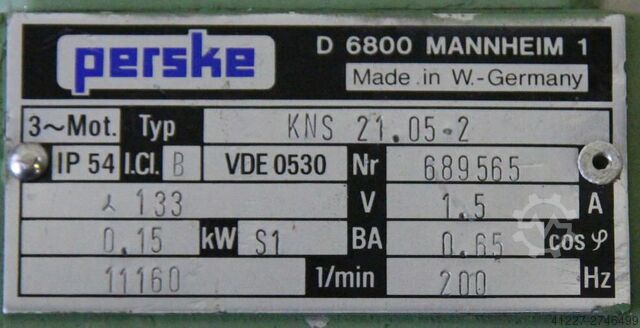 perske
D 6800 MANNHEIM 1
Made in W.-Germany
3~Mot. Typ KNS 21.05-2
IP 54 I.Cl. B VDE 0530 Nr 689565
⅄ 133 V 1.5 A
0.15 kW S1 BA 0.65 cos φ
11160 1/min 200 Hz
41227-2746499